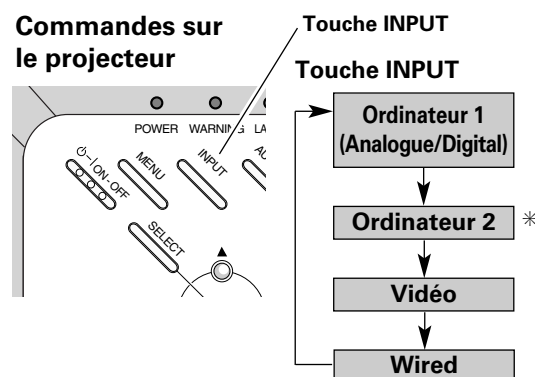 Commandes sur
le projecteur
Touche INPUT
Touche INPUT
POWER
WARNING
ON-OFF
MENU
INPUT
SELECT
Ordinateur 1
(Analogue/Digital)
Ordinateur 2 ✳
Vidéo
Wired